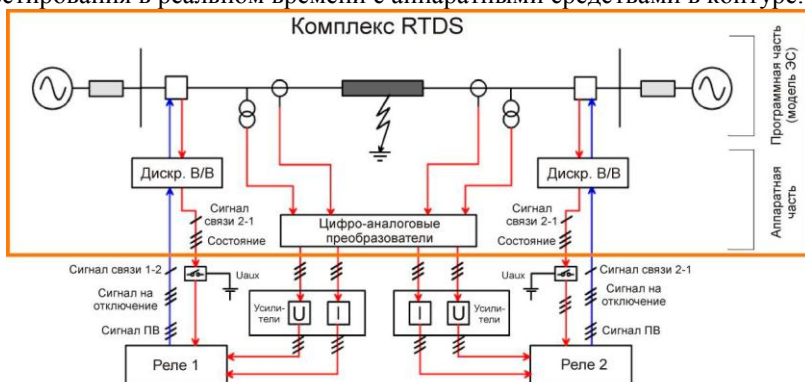 стирования в реальном времени с аппаратными средствами в контуре.
Комплекс RTDS
Программная часть
(модель ЭС)
Дискр. В/В
Дискр. В/В
Аппаратная
часть
Сигнал
связи 2-1
Состояние
Цифро-аналоговые
преобразователи
Сигнал
связи 2-1
Состояние
Сигнал связи 1-2
Uaux
Uaux
Сигнал связи 2-1
Сигнал на
отключение
Усили-
тели
U
I
I
U
Усили-
тели
Сигнал на
отключение
Сигнал ПВ
Сигнал ПВ
Реле 1
Реле 2